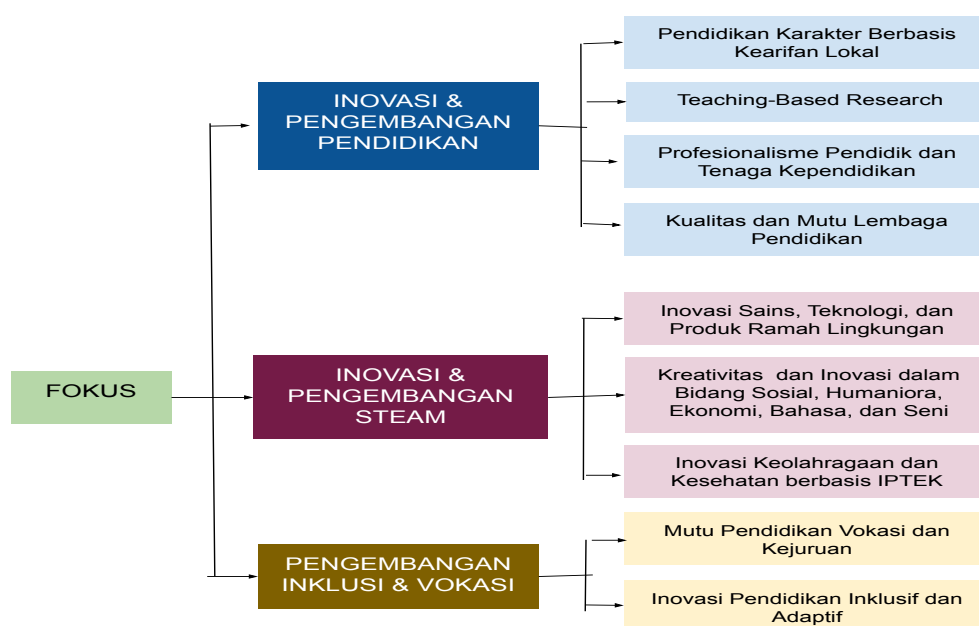 FOKUS
INOVASI &
PENGEMBANGAN
PENDIDIKAN
Pendidikan Karakter Berbasis
Kearifan Lokal
Teaching-Based Research
Profesionalisme Pendidik dan
Tenaga Kependidikan
Kualitas dan Mutu Lembaga
Pendidikan
INOVASI &
PENGEMBANGAN
STEAM
Inovasi Sains, Teknologi, dan
Produk Ramah Lingkungan
Kreativitas dan Inovasi dalam
Bidang Sosial, Humaniora,
Ekonomi, Bahasa, dan Seni
Inovasi Keolahragaan dan
Kesehatan berbasis IPTEK
PENGEMBANGAN
INKLUSI & VOKASI
Mutu Pendidikan Vokasi dan
Kejuruan
Inovasi Pendidikan Inklusif dan
Adaptif